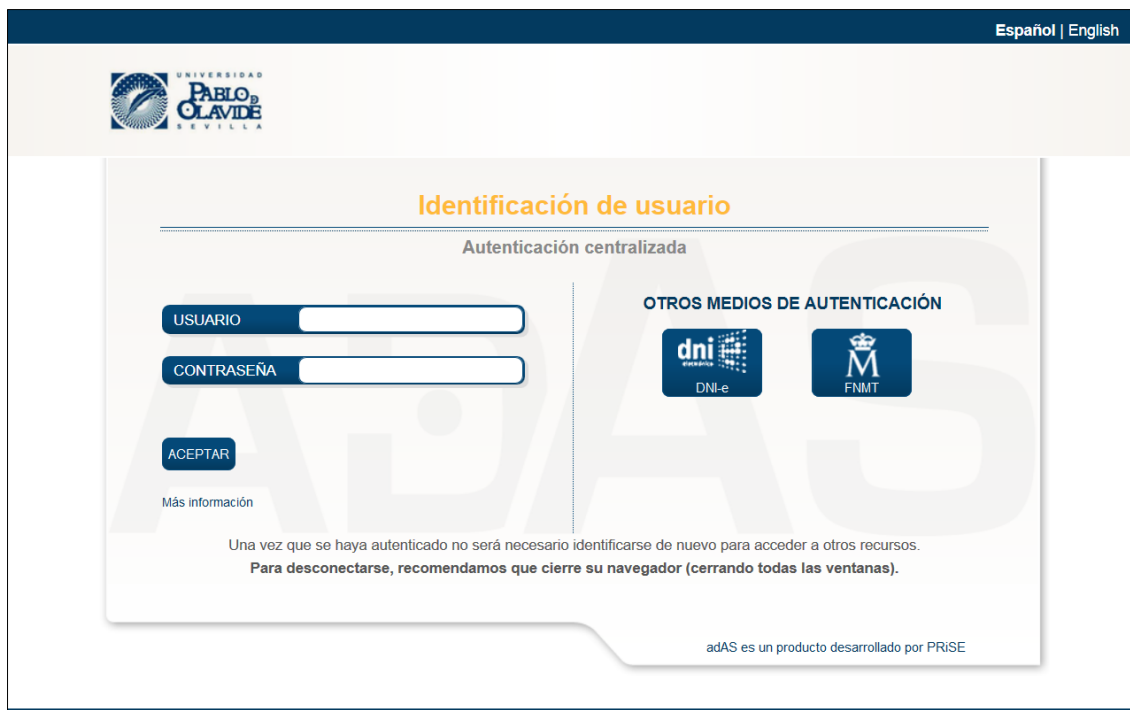 Español | English
UNIVERSIDAD
PABLO DE
OLAVIDE
SEVILLA
Identificación de usuario
Autenticación centralizada
USUARIO
CONTRASEÑA
ACEPTAR
Más información
OTROS MEDIOS DE AUTENTICACIÓN
dni
electrónico
DNI-e
M
FNMT
ADAS
Una vez que se haya autenticado no será necesario identificarse de nuevo para acceder a otros recursos.
Para desconectarse, recomendamos que cierre su navegador (cerrando todas las ventanas).
adAS es un producto desarrollado por PRiSE